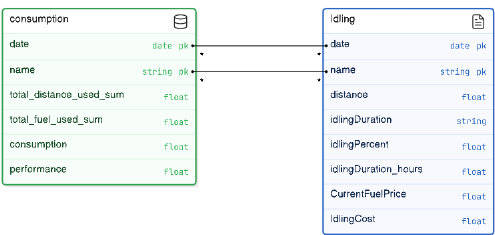 consumption
date date pk
name string pk
total_distance_used_sum float
total_fuel_used_sum float
consumption float
performance float
* *
* *
Idling
date date pk
name string pk
distance float
idlingDuration string
idlingPercent float
idlingDuration_hours float
CurrentFuelPrice float
IdlingCost float